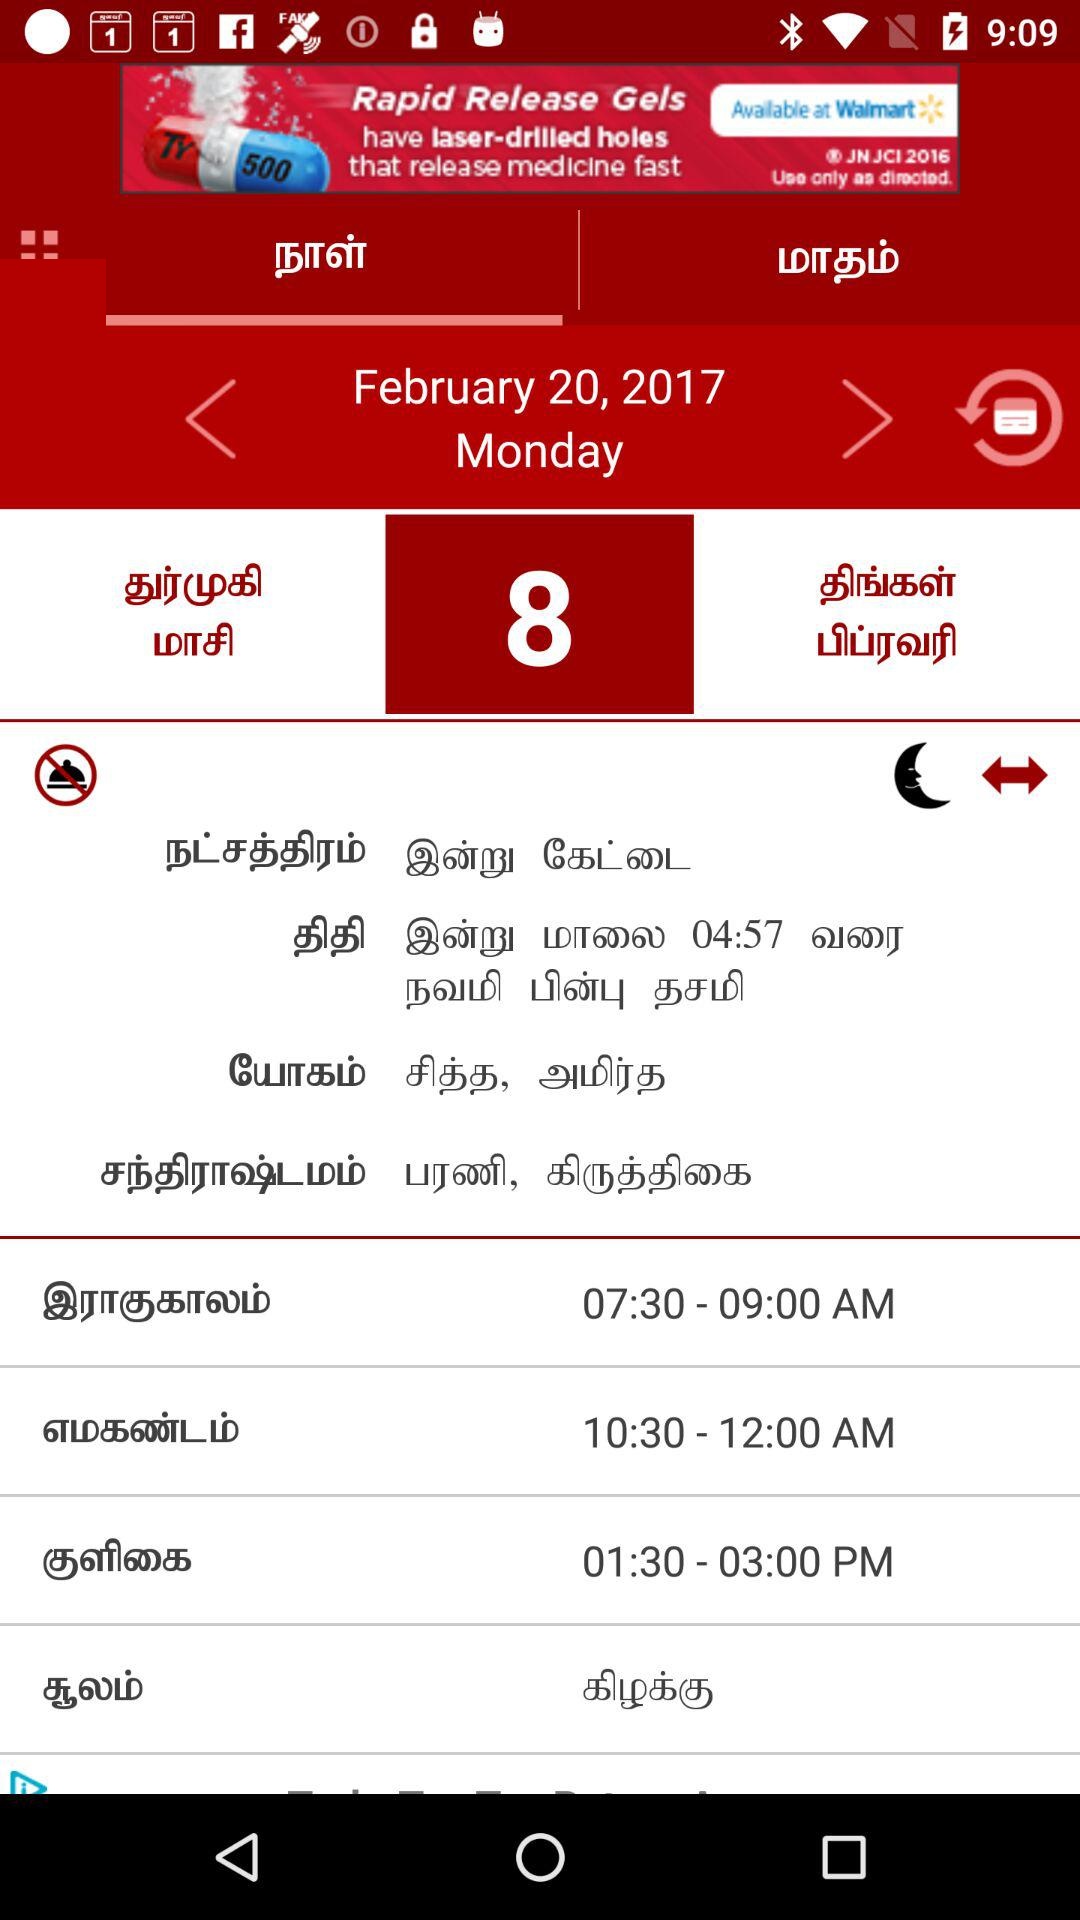 9:09
TY 500
Rapid Release Gels
have laser-drilled holes
that release medicine fast
Available at Walmart
® JNJCI 2016
Use only as directed.
நாள் மாதம்
February 20, 2017
Monday
துர்முகி
மாசி
8
திங்கள்
பிப்ரவரி
நட்சத்திரம் இன்று கேட்டை
திதி இன்று மாலை 04:57 வரை
நவமி பின்பு தசமி
யோகம் சித்த, அமிர்த
சந்திராஷ்டமம் பரணி, கிருத்திகை
இராகுகாலம் 07:30 - 09:00 AM
எமகண்டம் 10:30 - 12:00 AM
குளிகை 01:30 - 03:00 PM
சூலம் கிழக்கு